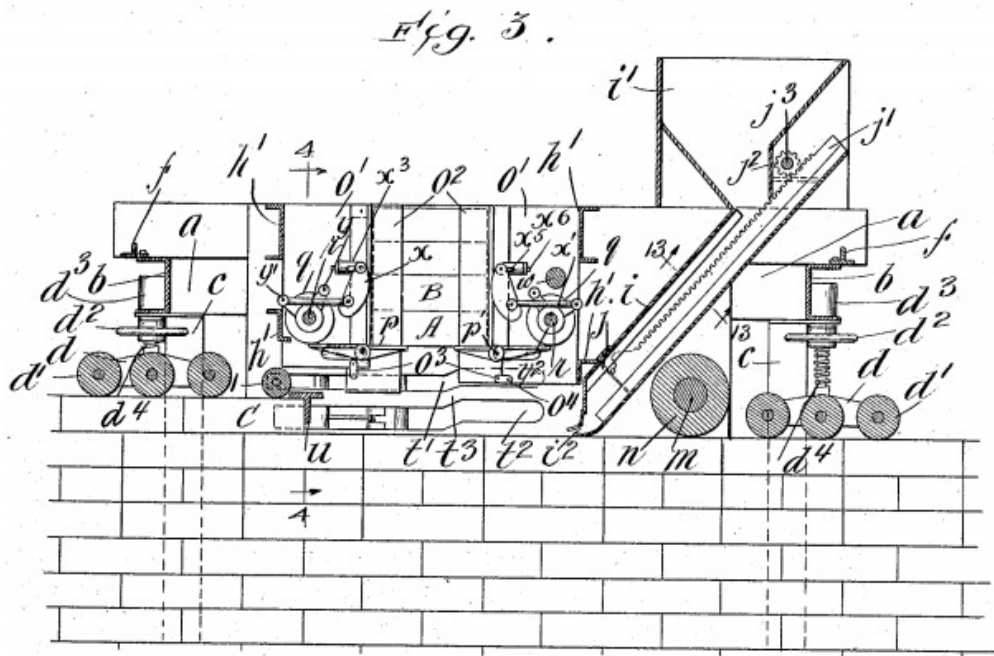 Fig. 3.
i' j³ j'
j²
4
h' o' x³ o² o' h'
f a y r x⁶ a f
x⁵ x' q 13
b q x w h' i b
d³ c y' B j d³
d² h' p A p' n 13 d²
d o³ y² c d
d' d⁴ C o⁴ d'
u t' t³ t² i² n m d⁴
4